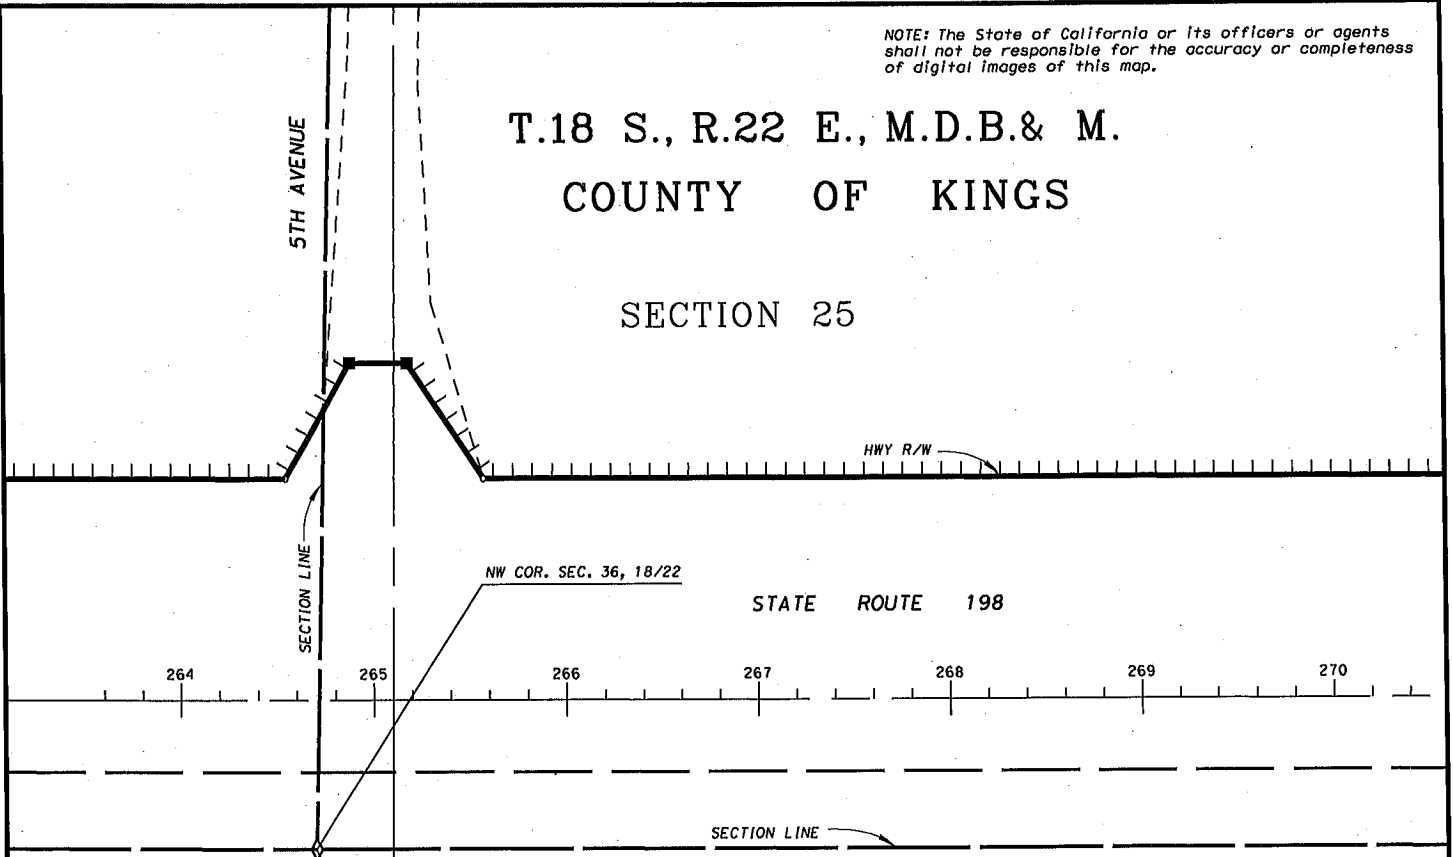 NOTE: The State of California or its officers or agents
shall not be responsible for the accuracy or completeness
of digital images of this map.
T.18 S., R.22 E., M.D.B.& M.
COUNTY OF KINGS
SECTION 25
5TH AVENUE
HWY R/W
SECTION LINE
NW COR. SEC. 36, 18/22
STATE ROUTE 198
264 265 266 267 268 269 270
SECTION LINE